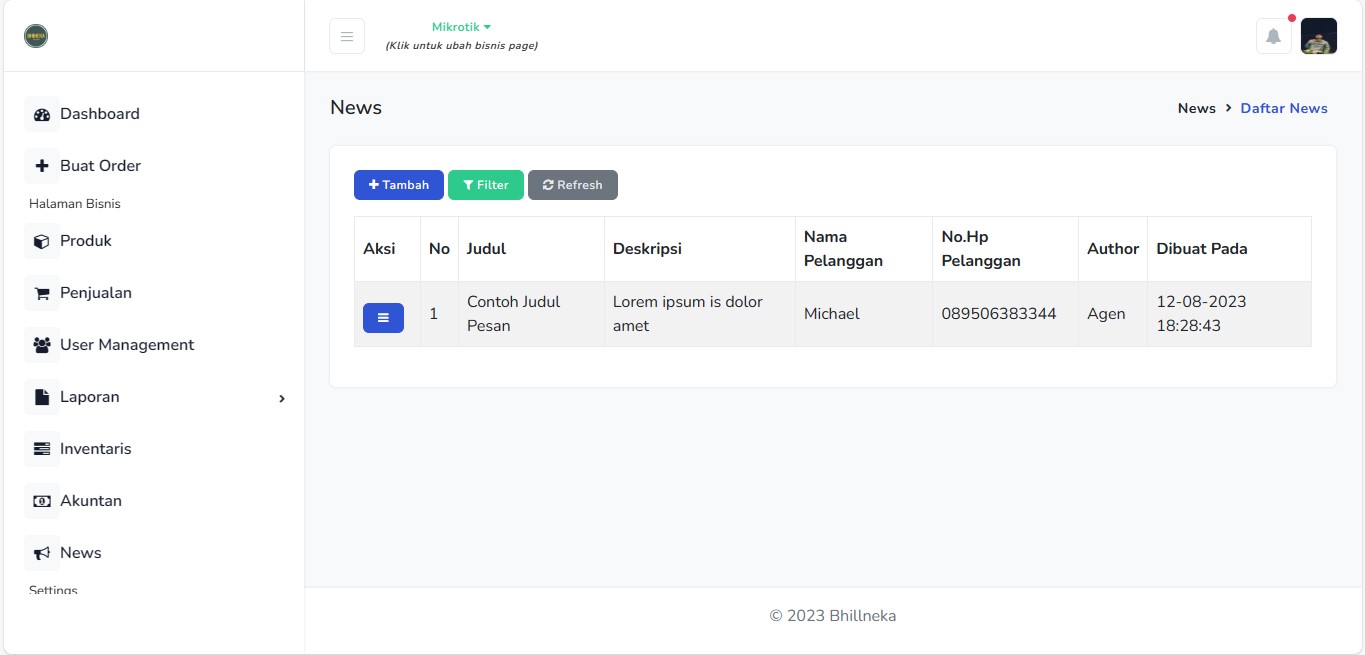 Mikrotik
(Klik untuk ubah bisnis page)
Dashboard
Buat Order
Halaman Bisnis
Produk
Penjualan
User Management
Laporan
Inventaris
Akuntan
News
Settings
News
News > Daftar News
Tambah Filter Refresh
Aksi No Judul Deskripsi Nama Pelanggan No.Hp Pelanggan Author Dibuat Pada
1 Contoh Judul Pesan Lorem ipsum is dolor amet Michael 089506383344 Agen 12-08-2023 18:28:43
© 2023 Bhillneka